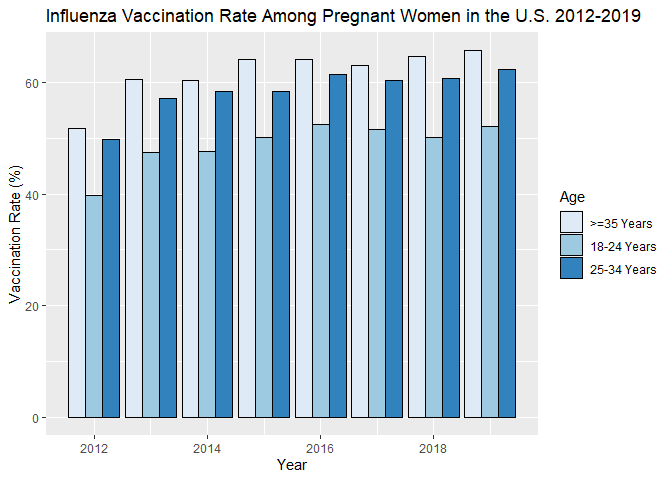 Influenza Vaccination Rate Among Pregnant Women in the U.S. 2012-2019
Vaccination Rate (%)
60
40
20
0
2012 2014 2016 2018
Year
Age
>=35 Years
18-24 Years
25-34 Years